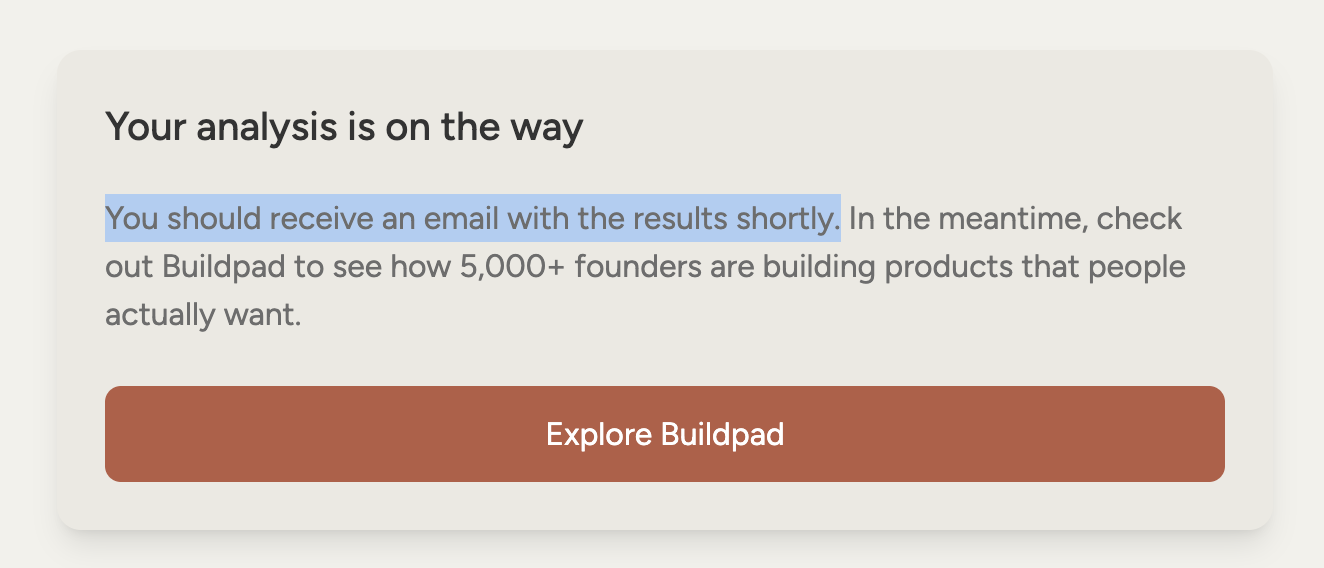 Your analysis is on the way
You should receive an email with the results shortly. In the meantime, check
out Buildpad to see how 5,000+ founders are building products that people
actually want.
Explore Buildpad